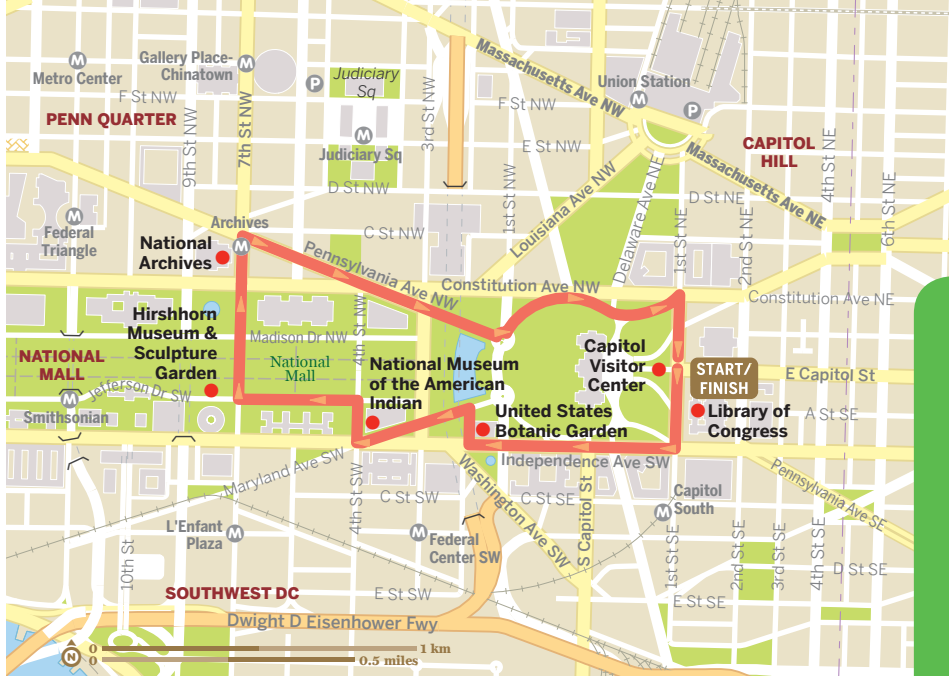 Massachusetts Ave NW
Gallery Place-
Chinatown
M
M
Metro Center
Judiciary
Sq
P
Union Station
M
P
F St NW
F St NW
PENN QUARTER
7th St NW
9th St NW
3rd St NW
M
Judiciary Sq
E St NW
CAPITOL
HILL
4th St NE
Massachusetts Ave NE
D St NW
1st St NW
Louisiana Ave NW
Delaware Ave NE
D St NE
6th St NE
M
Federal
Triangle
Archives
M
C St NW
1st St NE
2nd St NE
National
Archives
Pennsylvania Ave NW
Constitution Ave NW
Constitution Ave NE
Hirshhorn
Museum &
Sculpture
Garden
Madison Dr NW
4th St NW
National
Mall
NATIONAL
MALL
Jefferson Dr SW
M
Smithsonian
National Museum
of the American
Indian
Capitol
Visitor
Center
START/
FINISH
E Capitol St
United States
Botanic Garden
Library of
Congress
A St SE
Maryland Ave SW
Independence Ave SW
Pennsylvania Ave SE
4th St SW
C St SW
Washington Ave SW
C St SE
S Capitol St
Capitol
South
M
L'Enfant
Plaza
M
M
Federal
Center SW
10th St
1st St SE
2nd St SE
3rd St SE
4th St SE
D St SE
SOUTHWEST DC
E St SW
E St SE
Dwight D Eisenhower Fwy
N
0
1 km
0
0.5 miles